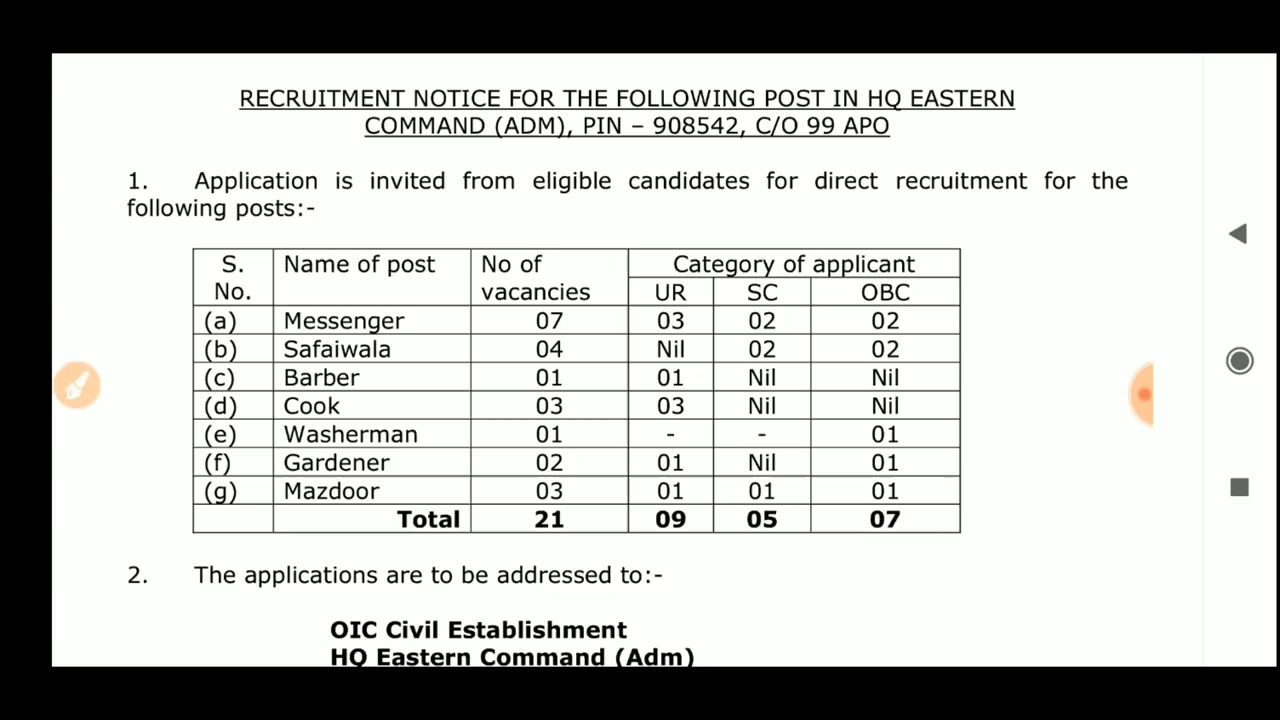 RECRUITMENT NOTICE FOR THE FOLLOWING POST IN HQ EASTERN
COMMAND (ADM), PIN – 908542, C/O 99 APO
1. Application is invited from eligible candidates for direct recruitment for the
following posts:-
S. Name of post No of Category of applicant
No. vacancies UR SC OBC
(a) Messenger 07 03 02 02
(b) Safaiwala 04 Nil 02 02
(c) Barber 01 01 Nil Nil
(d) Cook 03 03 Nil Nil
(e) Washerman 01 - - 01
(f) Gardener 02 01 Nil 01
(g) Mazdoor 03 01 01 01
Total 21 09 05 07
2. The applications are to be addressed to:-
OIC Civil Establishment
HQ Eastern Command (Adm)